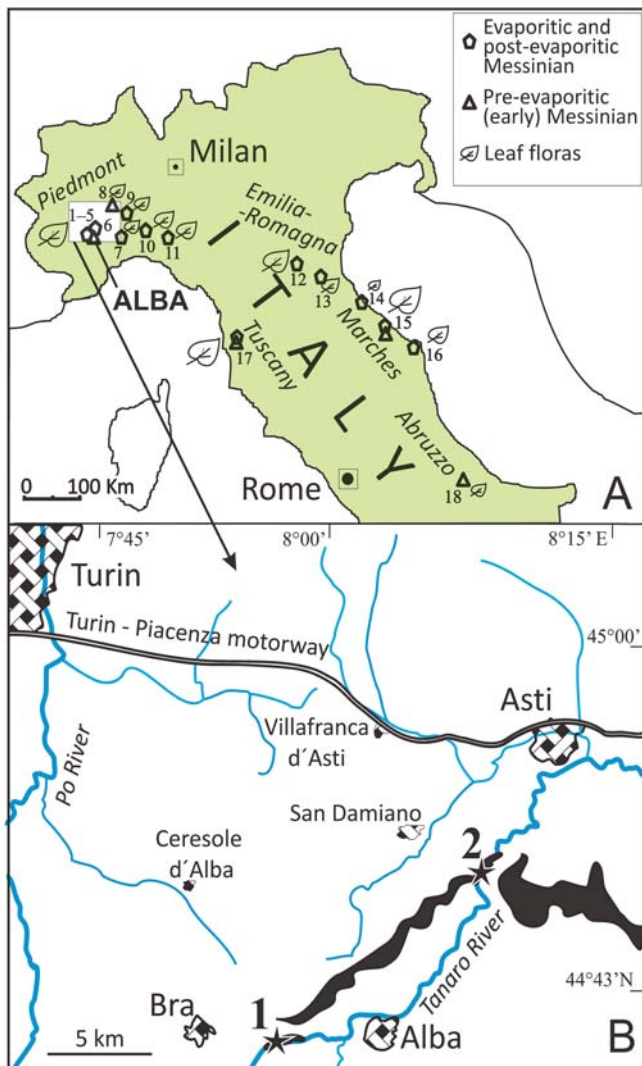 Evaporitic and
post-evaporitic
Messinian
Pre-evaporitic
(early) Messinian
Leaf floras
Milan
Piedmont
Emilia-
Romagna
8
9
1–5
6
7
10
11
ALBA
12
13
14
15
16
Marches
ITALY
Tuscany
17
Abruzzo
18
Rome
0 100 Km
A
7°45'
8°00'
8°15' E
Turin
Turin - Piacenza motorway
45°00'
Asti
Villafranca
d´Asti
Po River
San Damiano
Ceresole
d´Alba
2
Tanaro River
44°43' N
Bra
1
Alba
5 km
B